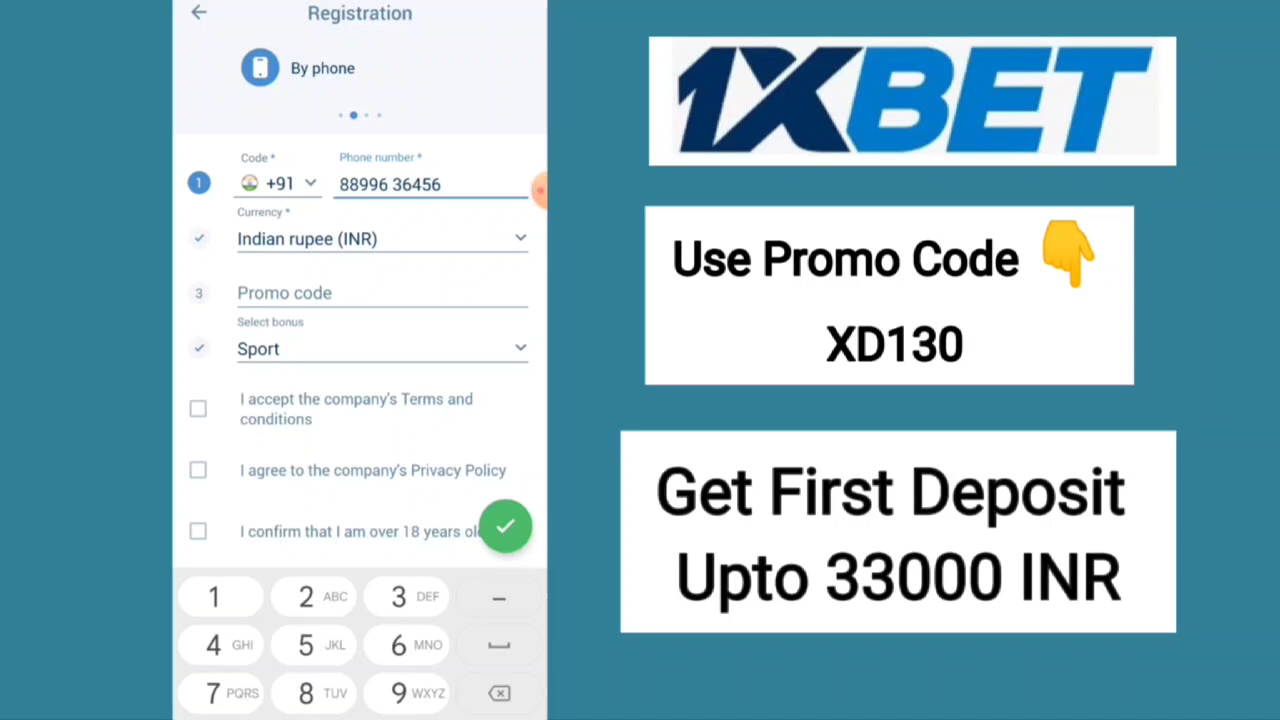 Registration
By phone
Code *
Phone number *
1
+91
88996 36456
Currency *
Indian rupee (INR)
3
Promo code
Select bonus
Sport
I accept the company's Terms and
conditions
I agree to the company's Privacy Policy
I confirm that I am over 18 years
1
2 ABC
3 DEF
4 GHI
5 JKL
6 MNO
7 PQRS
8 TUV
9 WXYZ
1XBET
Use Promo Code 👇
XD130
Get First Deposit
Upto 33000 INR